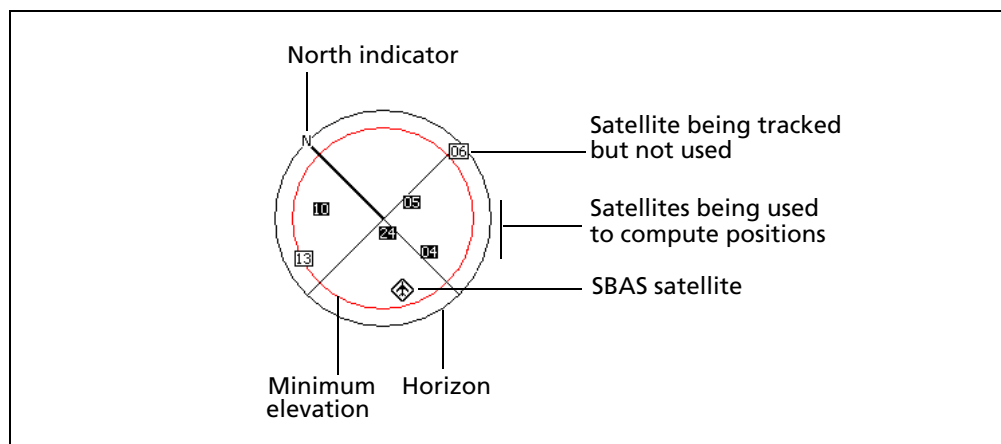 North indicator
N
06
Satellite being tracked
but not used
10
05
Satellites being used
to compute positions
24
04
13
SBAS satellite
Minimum
elevation
Horizon